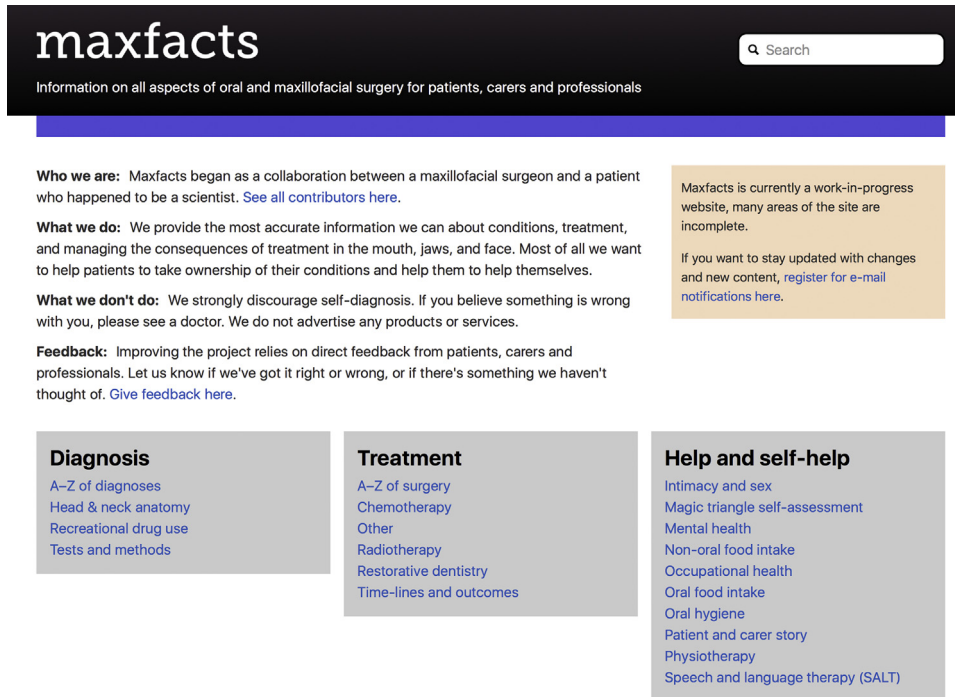 maxfacts
Search
Information on all aspects of oral and maxillofacial surgery for patients, carers and professionals
Who we are: Maxfacts began as a collaboration between a maxillofacial surgeon and a patient
who happened to be a scientist. See all contributors here.
What we do: We provide the most accurate information we can about conditions, treatment,
and managing the consequences of treatment in the mouth, jaws, and face. Most of all we want
to help patients to take ownership of their conditions and help them to help themselves.
What we don't do: We strongly discourage self-diagnosis. If you believe something is wrong
with you, please see a doctor. We do not advertise any products or services.
Feedback: Improving the project relies on direct feedback from patients, carers and
professionals. Let us know if we've got it right or wrong, or if there's something we haven't
thought of. Give feedback here.
Maxfacts is currently a work-in-progress
website, many areas of the site are
incomplete.
If you want to stay updated with changes
and new content, register for e-mail
notifications here.
Diagnosis
A–Z of diagnoses
Head & neck anatomy
Recreational drug use
Tests and methods
Treatment
A–Z of surgery
Chemotherapy
Other
Radiotherapy
Restorative dentistry
Time-lines and outcomes
Help and self-help
Intimacy and sex
Magic triangle self-assessment
Mental health
Non-oral food intake
Occupational health
Oral food intake
Oral hygiene
Patient and carer story
Physiotherapy
Speech and language therapy (SALT)